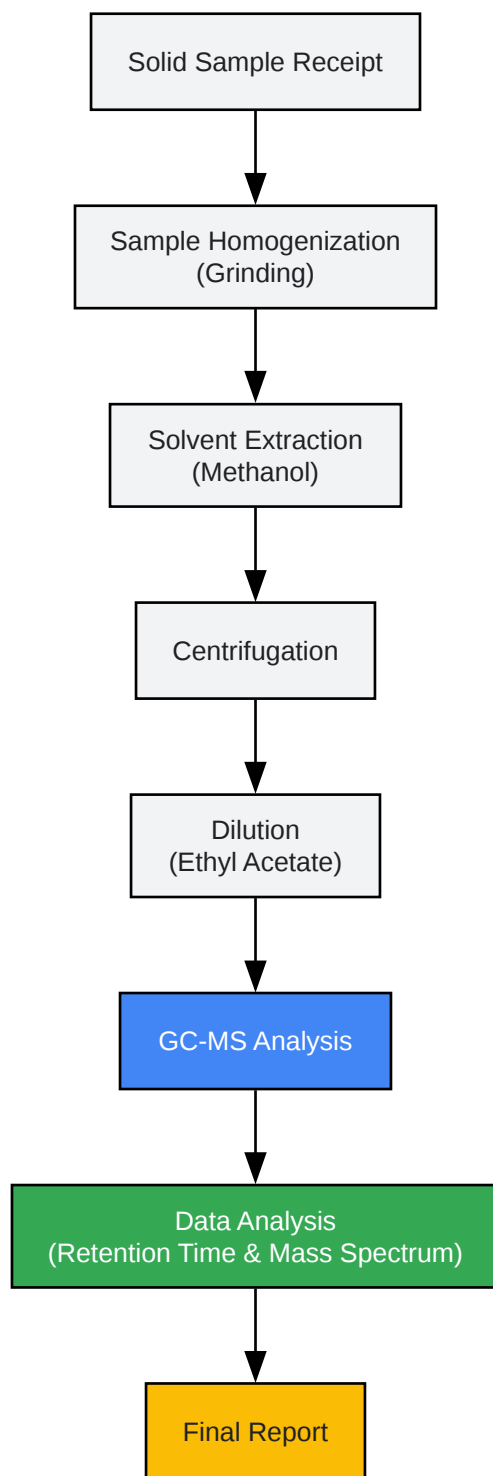 Solid Sample Receipt
Sample Homogenization
(Grinding)
Solvent Extraction
(Methanol)
Centrifugation
Dilution
(Ethyl Acetate)
GC-MS Analysis
Data Analysis
(Retention Time & Mass Spectrum)
Final Report